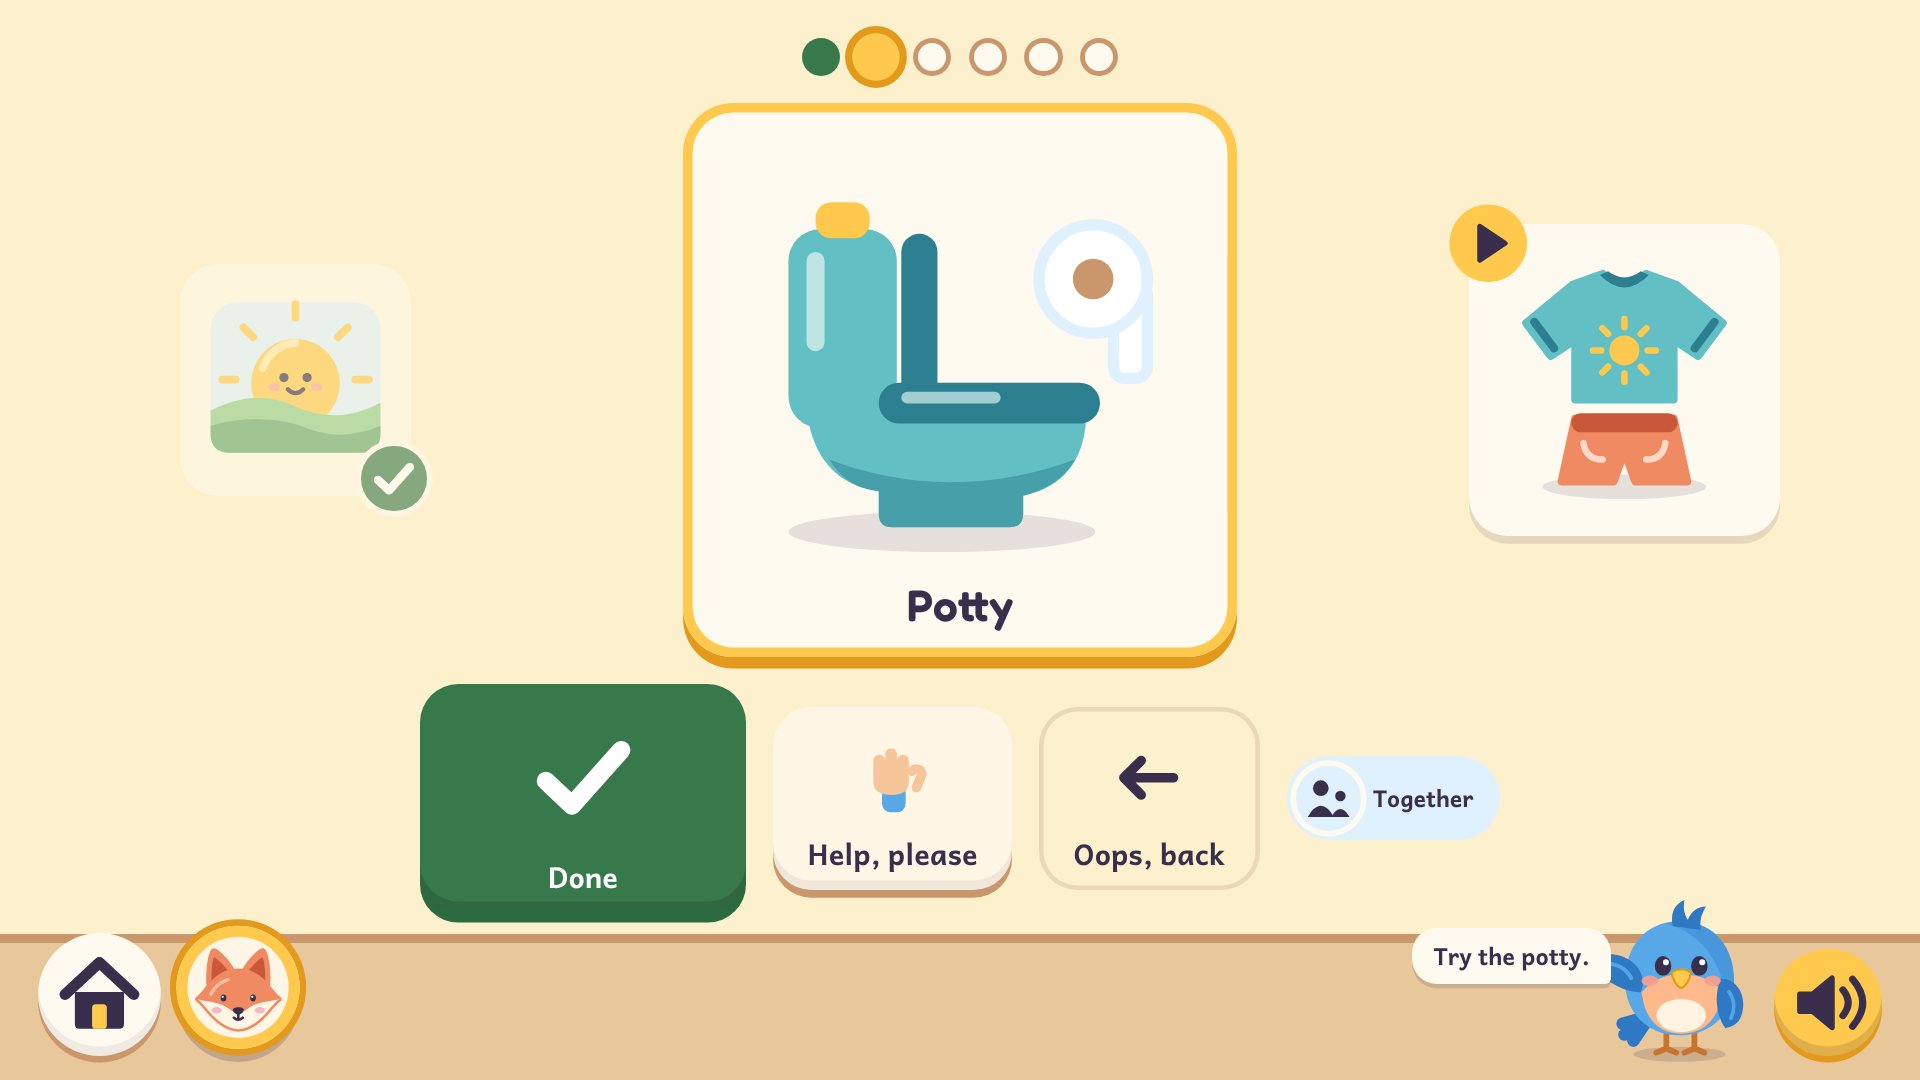 Potty
Done
Help, please
Oops, back
Together
Try the potty.